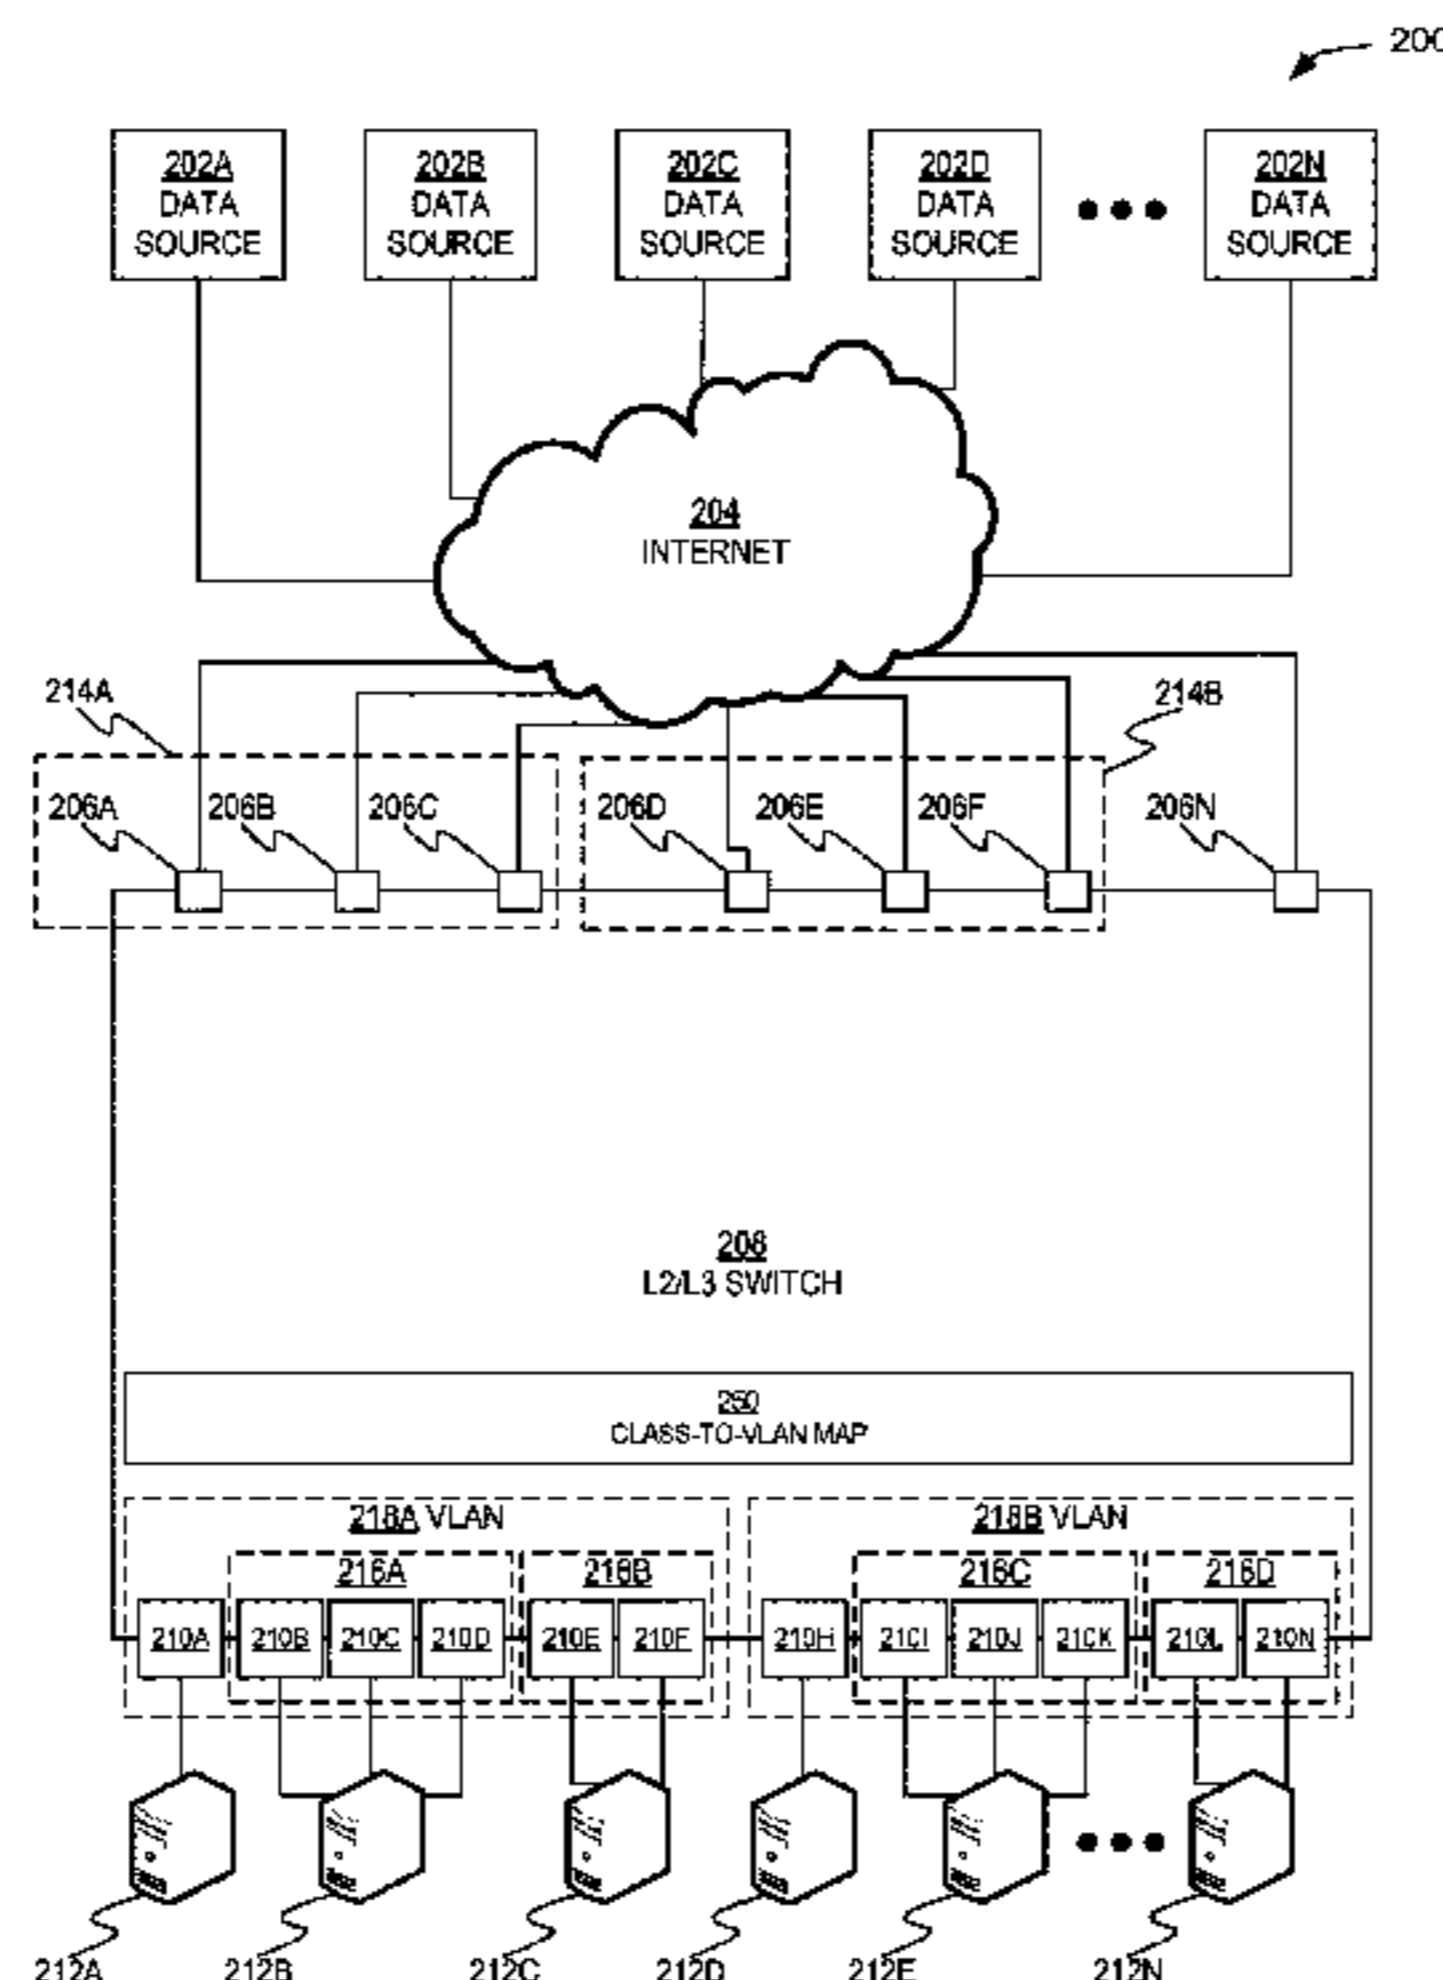 200
202A
DATA
SOURCE
202B
DATA
SOURCE
202C
DATA
SOURCE
202D
DATA
SOURCE
202N
DATA
SOURCE
204
INTERNET
214A
214B
206A
206B
206C
206D
206E
206F
206N
208
L2/L3 SWITCH
250
CLASS-TO-VLAN MAP
218A VLAN
218B VLAN
216A
216B
216C
216D
210A
210B
210C
210D
210E
210F
210H
210I
210J
210K
210L
210N
212A
212B
212C
212D
212E
212N